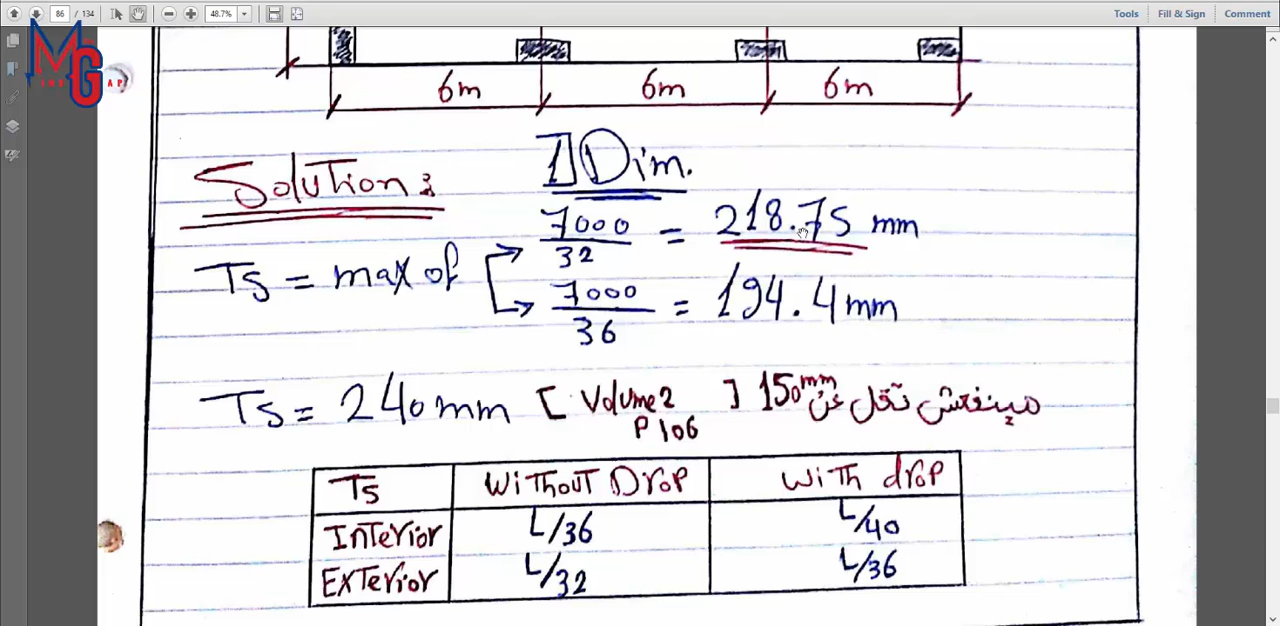 86 / 134
48.7%
Tools
Fill & Sign
Comment
MG
6m 6m 6m
Solution:
1 Dim.
Ts = max of
7000/32 = 218.75 mm
7000/36 = 194.4 mm
Ts = 240 mm [Volume 2 P 106] مينفعش تقل عن 150mm
Ts Without Drop With drop
Interior L/36 L/40
Exterior L/32 L/36